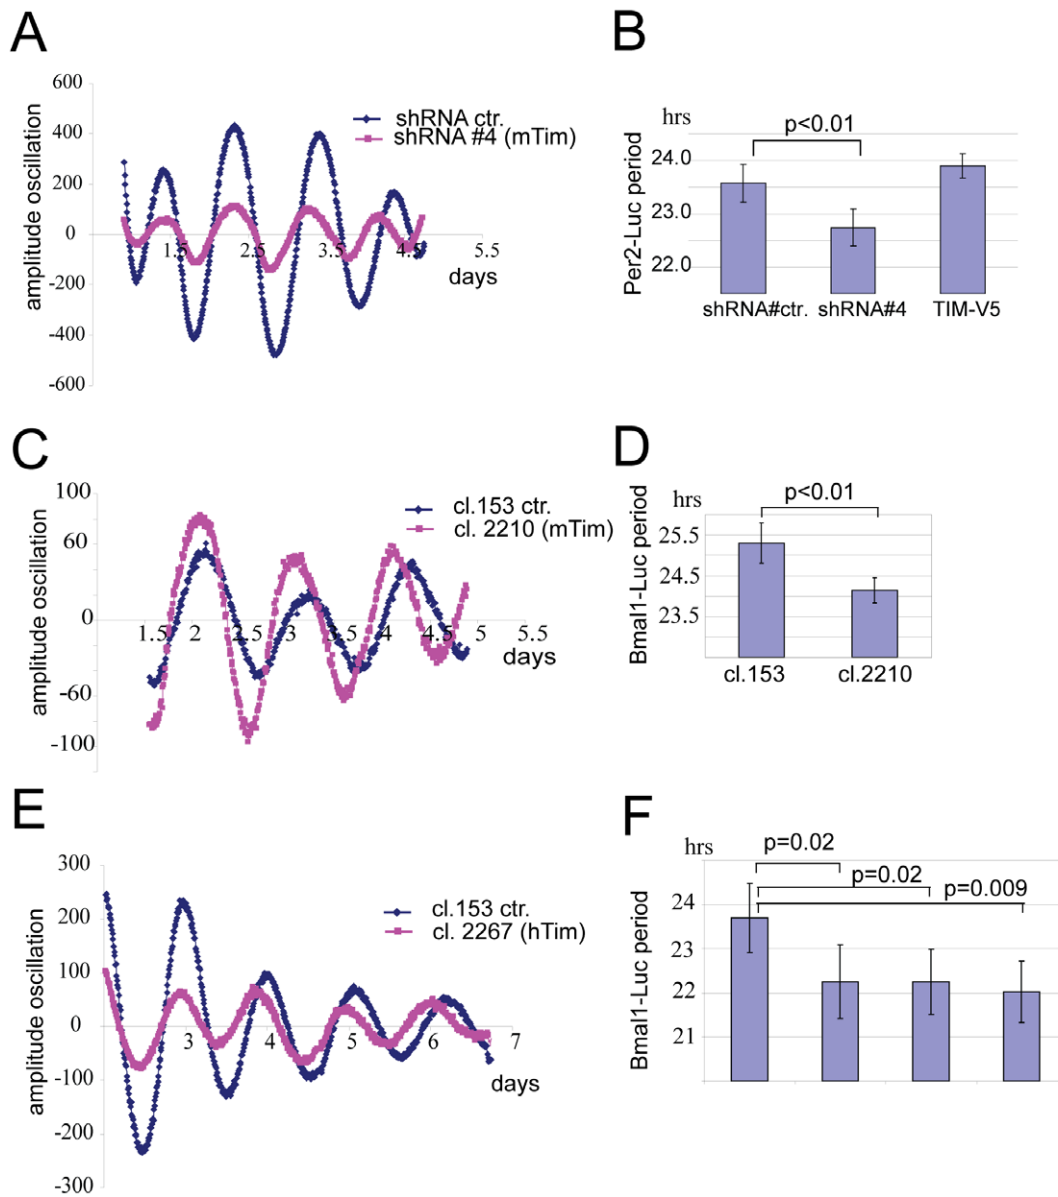 A
amplitude oscillation
600
400
200
0
-200
-400
-600
1.5
2.5
3.5
4.5
5.5
days
shRNA ctr.
shRNA #4 (mTim)
B
hrs
p<0.01
Per2-Luc period
24.0
23.0
22.0
shRNA#ctr.
shRNA#4
TIM-V5
C
amplitude oscillation
100
60
0
-60
-100
1.5
2
2.5
3
3.5
4
4.5
5
5.5
days
cl.153 ctr.
cl. 2210 (mTim)
D
hrs
p<0.01
Bmal1-Luc period
25.5
24.5
23.5
cl.153
cl.2210
E
amplitude oscillation
300
200
100
0
-100
-200
-300
3
4
5
6
7
days
cl.153 ctr.
cl. 2267 (hTim)
F
hrs
p=0.02
p=0.02
p=0.009
Bmal1-Luc period
24
23
22
21